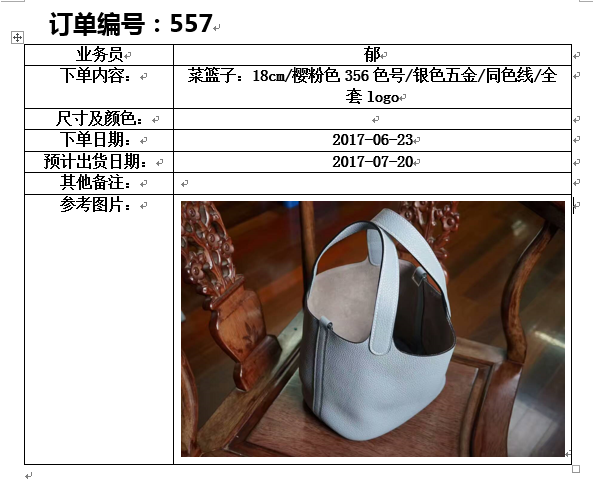 订单编号：557
业务员
郁
下单内容：
菜篮子：18cm/樱粉色 356 色号/银色五金/同色线/全
套 logo
尺寸及颜色：
下单日期：
2017-06-23
预计出货日期：
2017-07-20
其他备注：
参考图片：